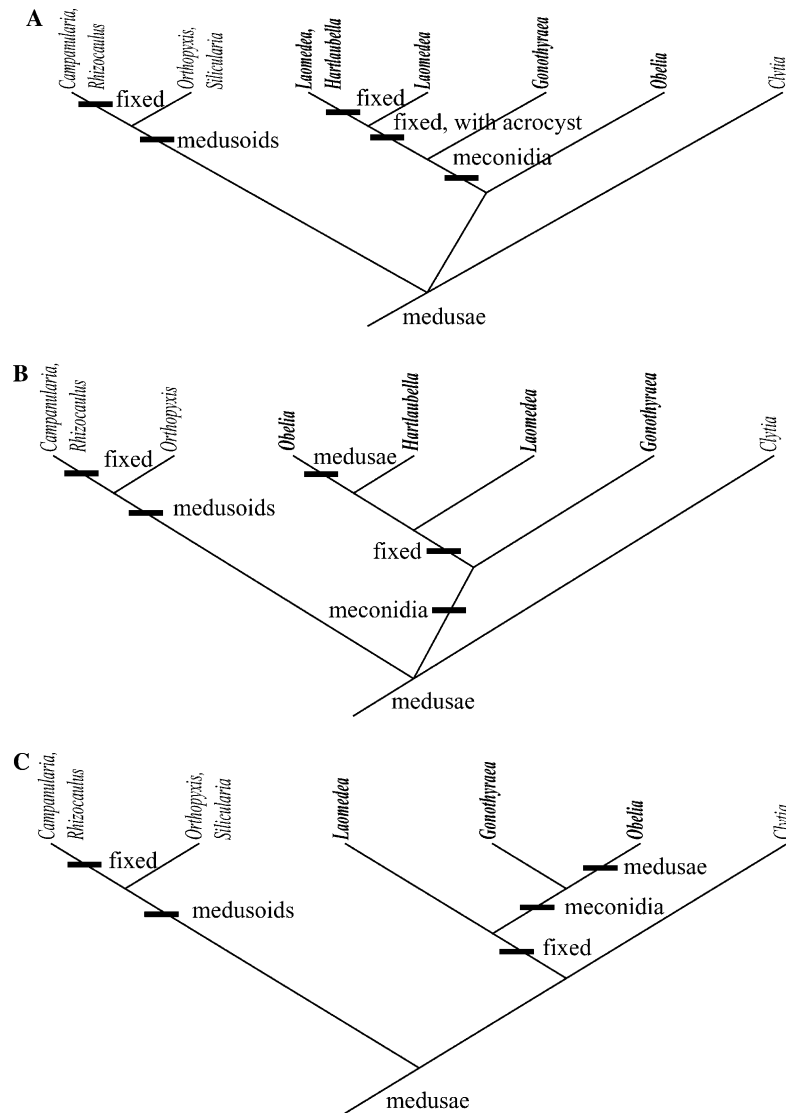 A
Campanularia,
Rhizocaulus
Orthopyxis,
Silicularia
Laomedea,
Hartlaubella
Laomedea
Gonothyraea
Obelia
Clytia
fixed
medusoids
fixed
fixed, with acrocyst
meconidia
medusae
B
Campanularia,
Rhizocaulus
Orthopyxis
Obelia
Hartlaubella
Laomedea
Gonothyraea
Clytia
fixed
medusae
medusoids
fixed
meconidia
medusae
C
Campanularia,
Rhizocaulus
Orthopyxis,
Silicularia
Laomedea
Gonothyraea
Obelia
Clytia
fixed
medusae
medusoids
meconidia
fixed
medusae